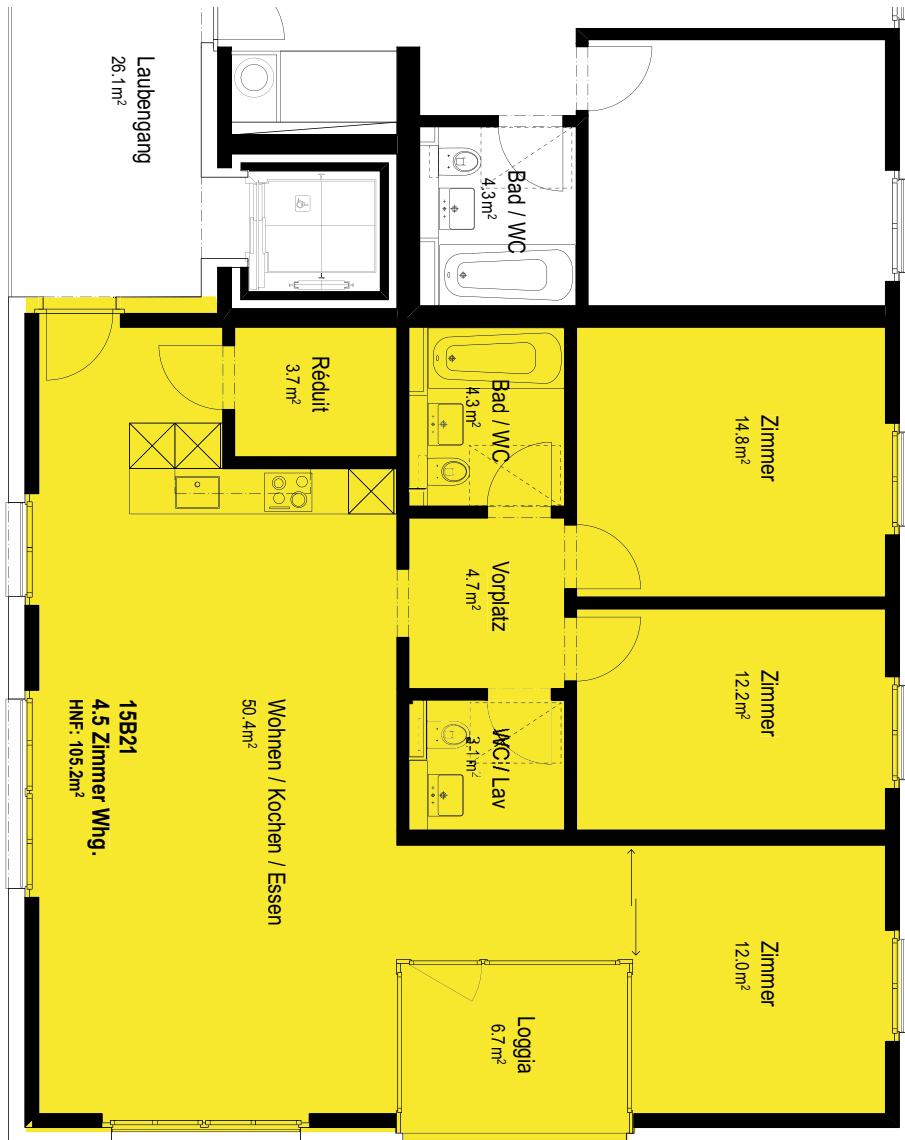 Laubengang
26.1m²
Bad / WC
4.3m²
Réduit
3.7 m²
Bad / WC
4.3m²
Zimmer
14.8m²
Vorplatz
4.7m²
Zimmer
12.2m²
WC / Lav
3.1m²
Wohnen / Kochen / Essen
50.4m²
15B21
4.5 Zimmer Whg.
HNF: 105.2m²
Zimmer
12.0m²
Loggia
6.7 m²